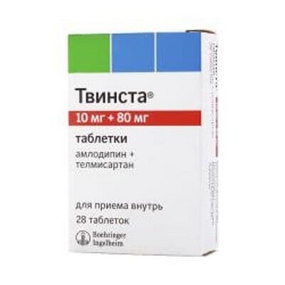 Твинста®
10 мг + 80 мг
таблетки
амлодипин +
телмисартан
для приема внутрь
28 таблеток
Boehringer
Ingelheim